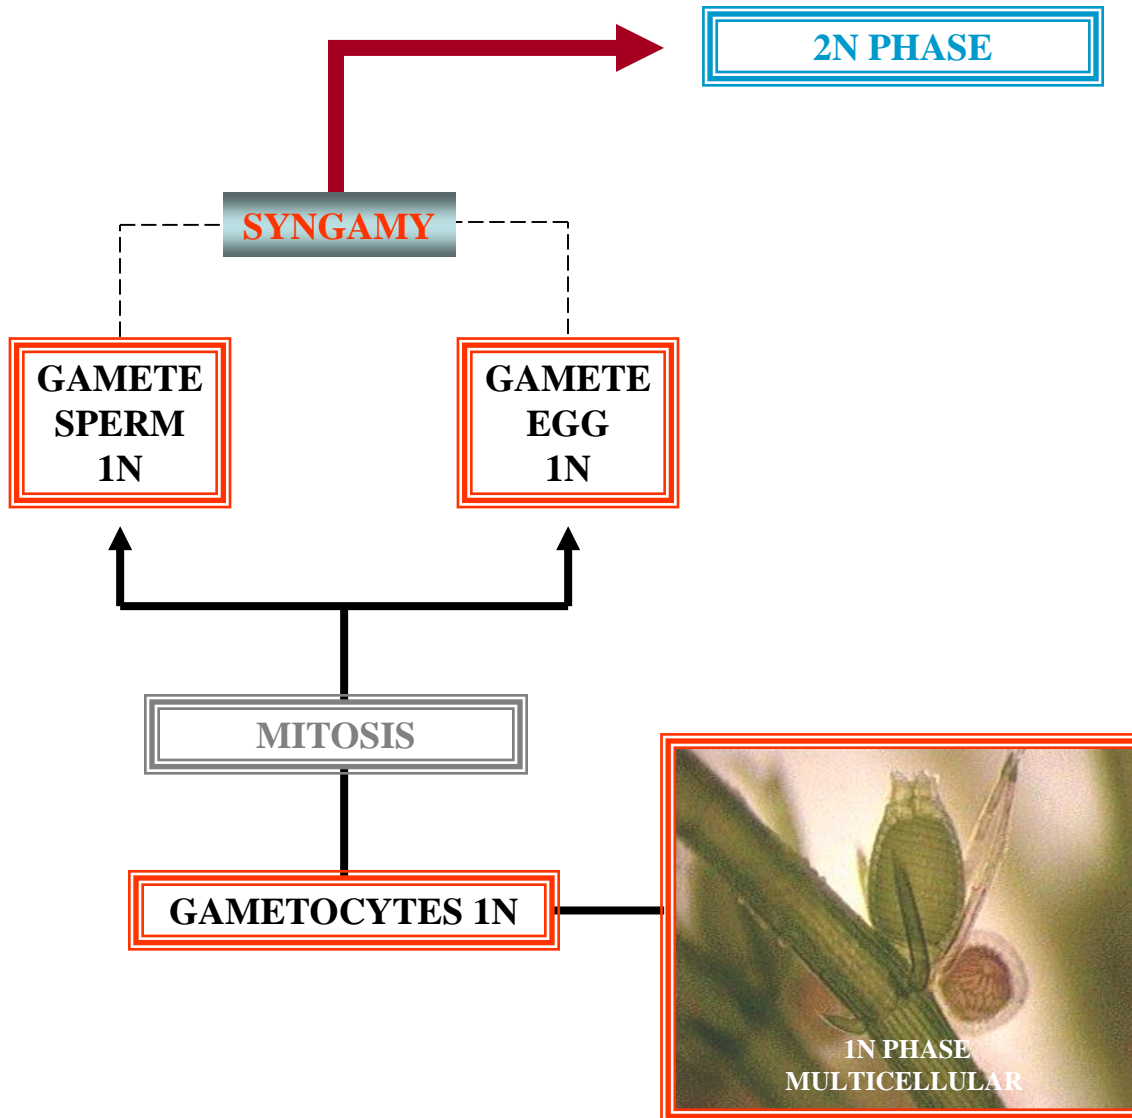 2N PHASE
SYNGAMY
GAMETE
SPERM
1N
GAMETE
EGG
1N
MITOSIS
GAMETOCYTES 1N
1N PHASE
MULTICELLULAR